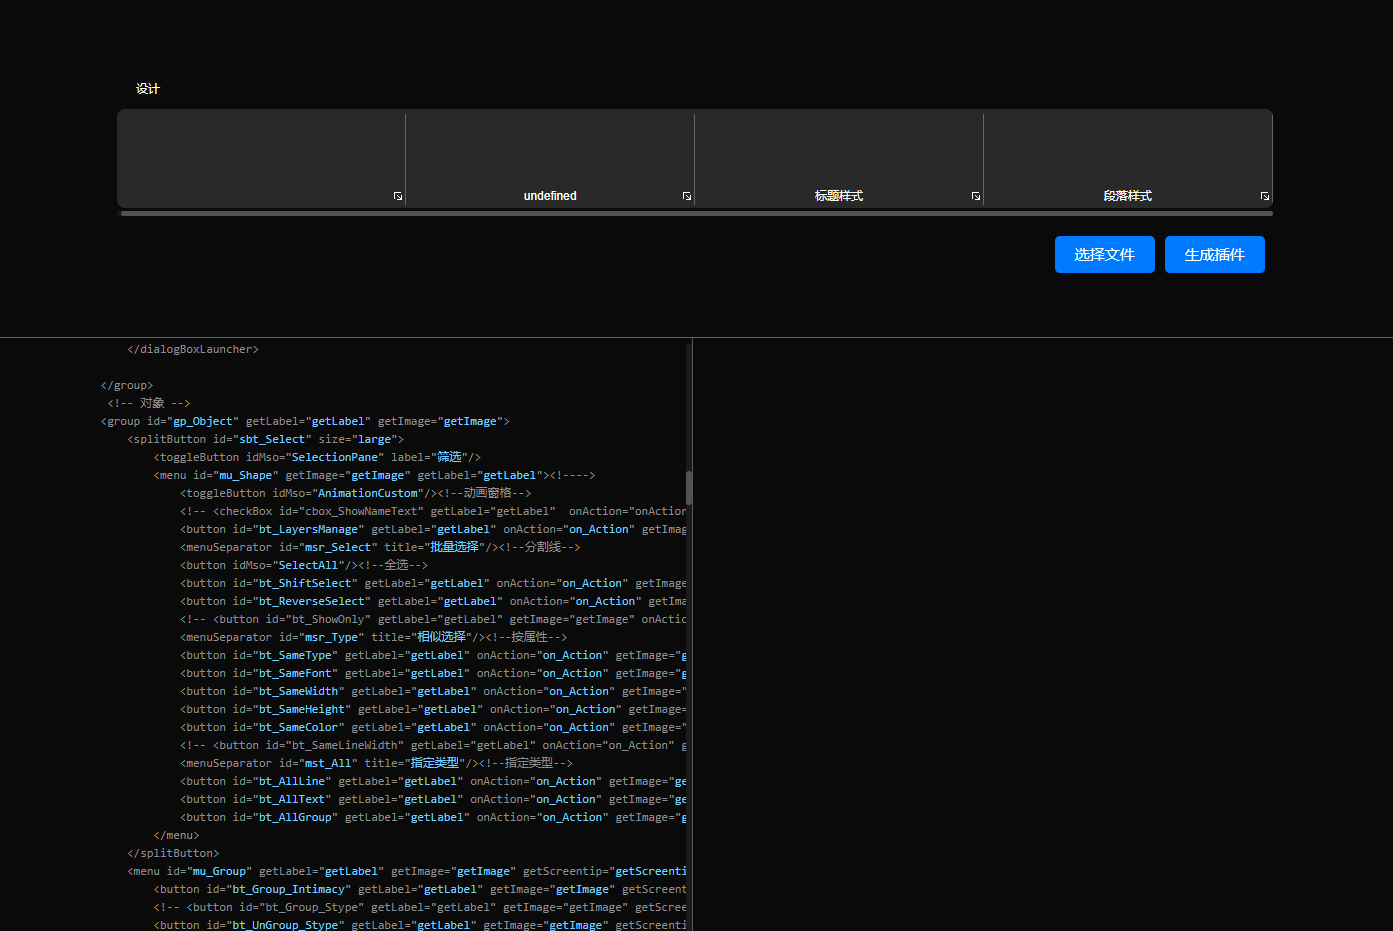 设计
undefined
标题样式
段落样式
选择文件
生成插件
</dialogBoxLauncher>
</group>
<!-- 对象 -->
<group id="gp_Object" getLabel="getLabel" getImage="getImage">
<splitButton id="sbt_Select" size="large">
<toggleButton idMso="SelectionPane" label="筛选"/>
<menu id="mu_Shape" getImage="getImage" getLabel="getLabel"><!---->
<toggleButton idMso="AnimationCustom"/><!--动画窗格-->
<!-- <checkBox id="cbox_ShowNameText" getLabel="getLabel"  onAction="onAction
<button id="bt_LayersManage" getLabel="getLabel" onAction="on_Action" getImag
<menuSeparator id="msr_Select" title="批量选择"/><!--分割线-->
<button idMso="SelectAll"/><!--全选-->
<button id="bt_ShiftSelect" getLabel="getLabel" onAction="on_Action" getImage
<button id="bt_ReverseSelect" getLabel="getLabel" onAction="on_Action" getIma
<!-- <button id="bt_ShowOnly" getLabel="getLabel" getImage="getImage" onActio
<menuSeparator id="msr_Type" title="相似选择"/><!--按属性-->
<button id="bt_SameType" getLabel="getLabel" onAction="on_Action" getImage="g
<button id="bt_SameFont" getLabel="getLabel" onAction="on_Action" getImage="g
<button id="bt_SameWidth" getLabel="getLabel" onAction="on_Action" getImage="
<button id="bt_SameHeight" getLabel="getLabel" onAction="on_Action" getImage=
<button id="bt_SameColor" getLabel="getLabel" onAction="on_Action" getImage="
<!-- <button id="bt_SameLineWidth" getLabel="getLabel" onAction="on_Action" g
<menuSeparator id="mst_All" title="指定类型"/><!--指定类型-->
<button id="bt_AllLine" getLabel="getLabel" onAction="on_Action" getImage="ge
<button id="bt_AllText" getLabel="getLabel" onAction="on_Action" getImage="ge
<button id="bt_AllGroup" getLabel="getLabel" onAction="on_Action" getImage="g
</menu>
</splitButton>
<menu id="mu_Group" getLabel="getLabel" getImage="getImage" getScreentip="getScreenti
<button id="bt_Group_Intimacy" getLabel="getLabel" getImage="getImage" getScreent
<!-- <button id="bt_Group_Stype" getLabel="getLabel" getImage="getImage" getScree
<button id="bt_UnGroup_Stype" getLabel="getLabel" getImage="getImage" getScreenti